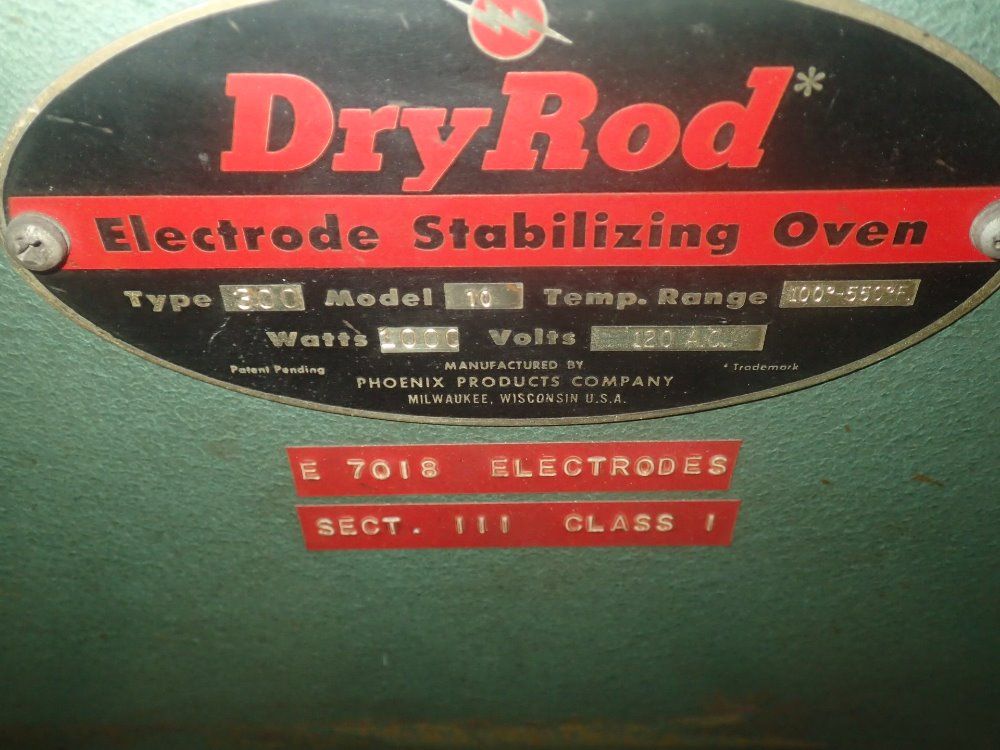 DryRod*
Electrode Stabilizing Oven
Type 300 Model 10 Temp. Range 100°-550°F.
Watts 1000 Volts 120 A.C.
Patent Pending
MANUFACTURED BY
* Trademark
PHOENIX PRODUCTS COMPANY
MILWAUKEE, WISCONSIN U.S.A.
E 7018 ELECTRODES
SECT. III CLASS I